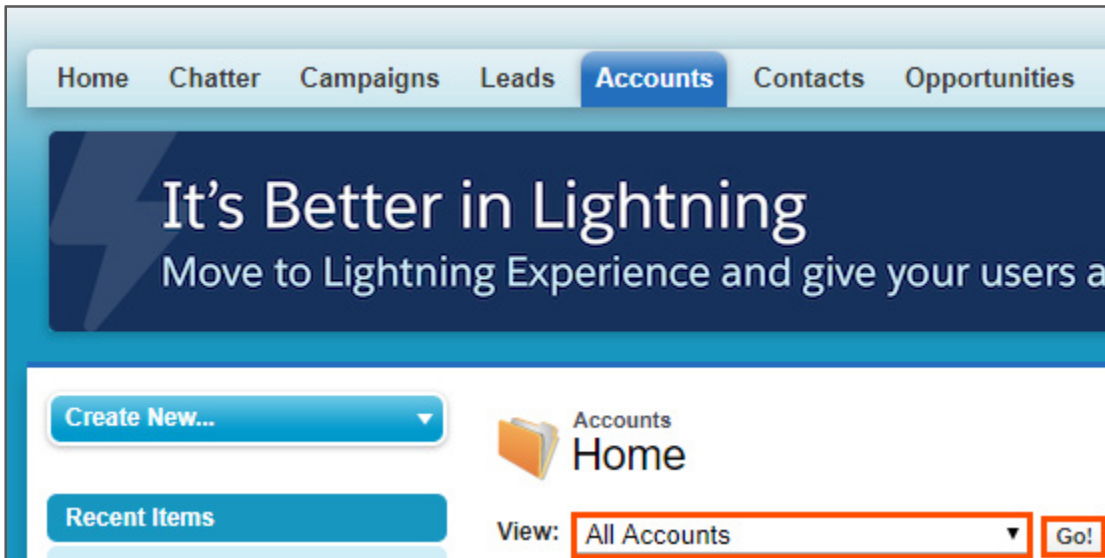 Home Chatter Campaigns Leads Accounts Contacts Opportunities
It's Better in Lightning
Move to Lightning Experience and give your users a
Create New...
Accounts
Home
Recent Items
View: All Accounts Go!